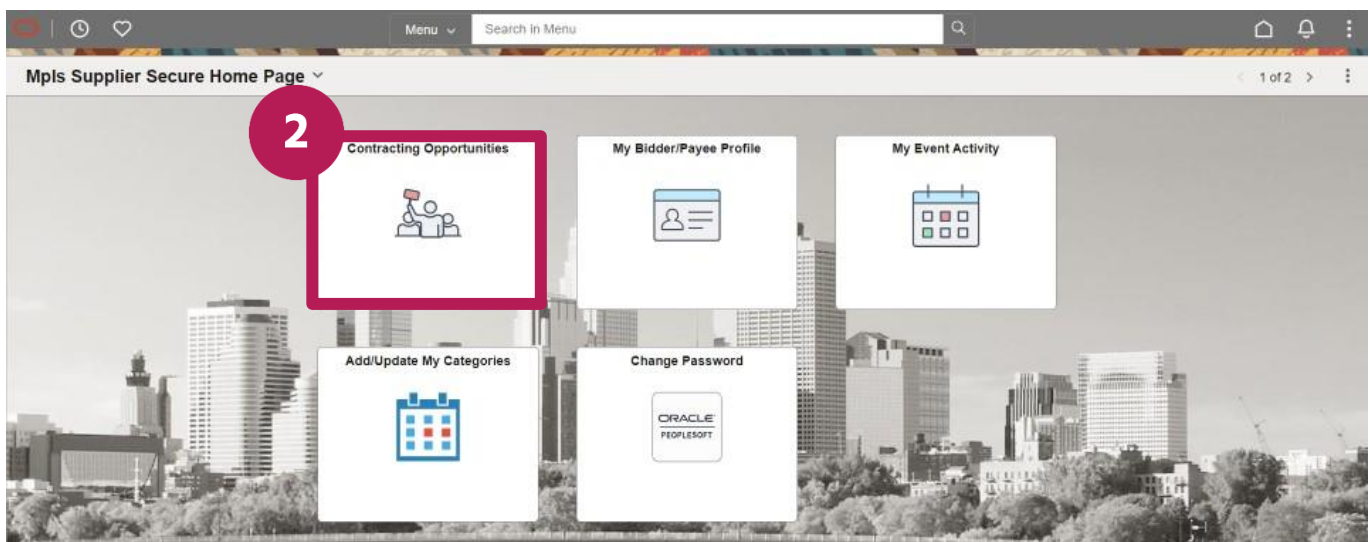 Menu
Search in Menu
Mpls Supplier Secure Home Page
1 of 2
2
Contracting Opportunities
My Bidder/Payee Profile
My Event Activity
Add/Update My Categories
Change Password
ORACLE
PEOPLESOFT